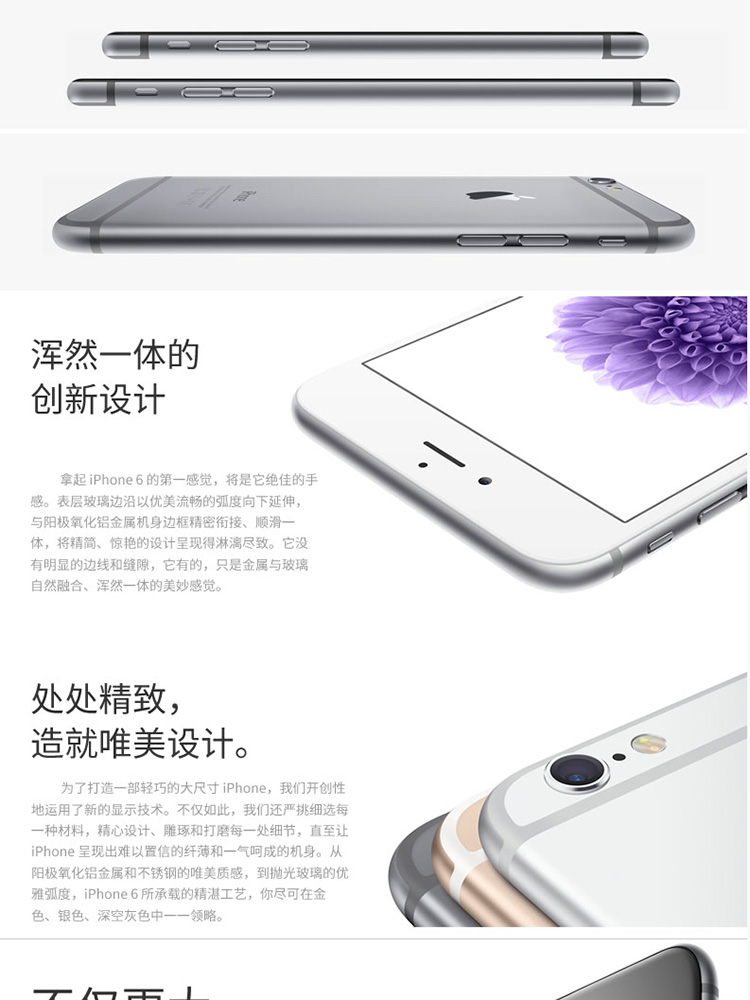 iPhone
浑然一体的
创新设计
拿起 iPhone 6 的第一感觉，将是它绝佳的手
感。表层玻璃边沿以优美流畅的弧度向下延伸，
与阳极氧化铝金属机身边框精密衔接、顺滑一
体，将精简、惊艳的设计呈现得淋漓尽致。它没
有明显的边线和缝隙，它有的，只是金属与玻璃
自然融合、浑然一体的美妙感觉。
处处精致，
造就唯美设计。
为了打造一部轻巧的大尺寸 iPhone，我们开创性
地运用了新的显示技术。不仅如此，我们还严挑细选每
一种材料，精心设计、雕琢和打磨每一处细节，直至让
iPhone 呈现出难以置信的纤薄和一气呵成的机身。从
阳极氧化铝金属和不锈钢的唯美质感，到抛光玻璃的优
雅弧度，iPhone 6 所承载的精湛工艺，你尽可在金
色、银色、深空灰色中一一领略。
不仅更大